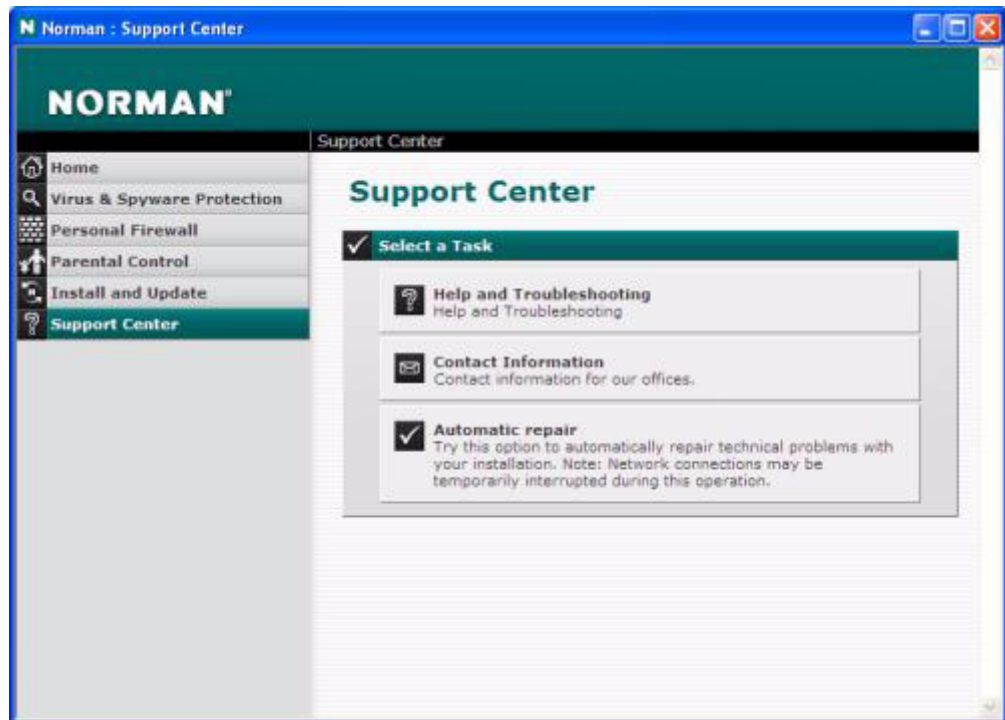 Norman : Support Center
NORMAN®
Support Center
Home
Virus & Spyware Protection
Personal Firewall
Parental Control
Install and Update
Support Center
Support Center
Select a Task
Help and Troubleshooting
Help and Troubleshooting
Contact Information
Contact information for our offices.
Automatic repair
Try this option to automatically repair technical problems with
your installation. Note: Network connections may be
temporarily interrupted during this operation.